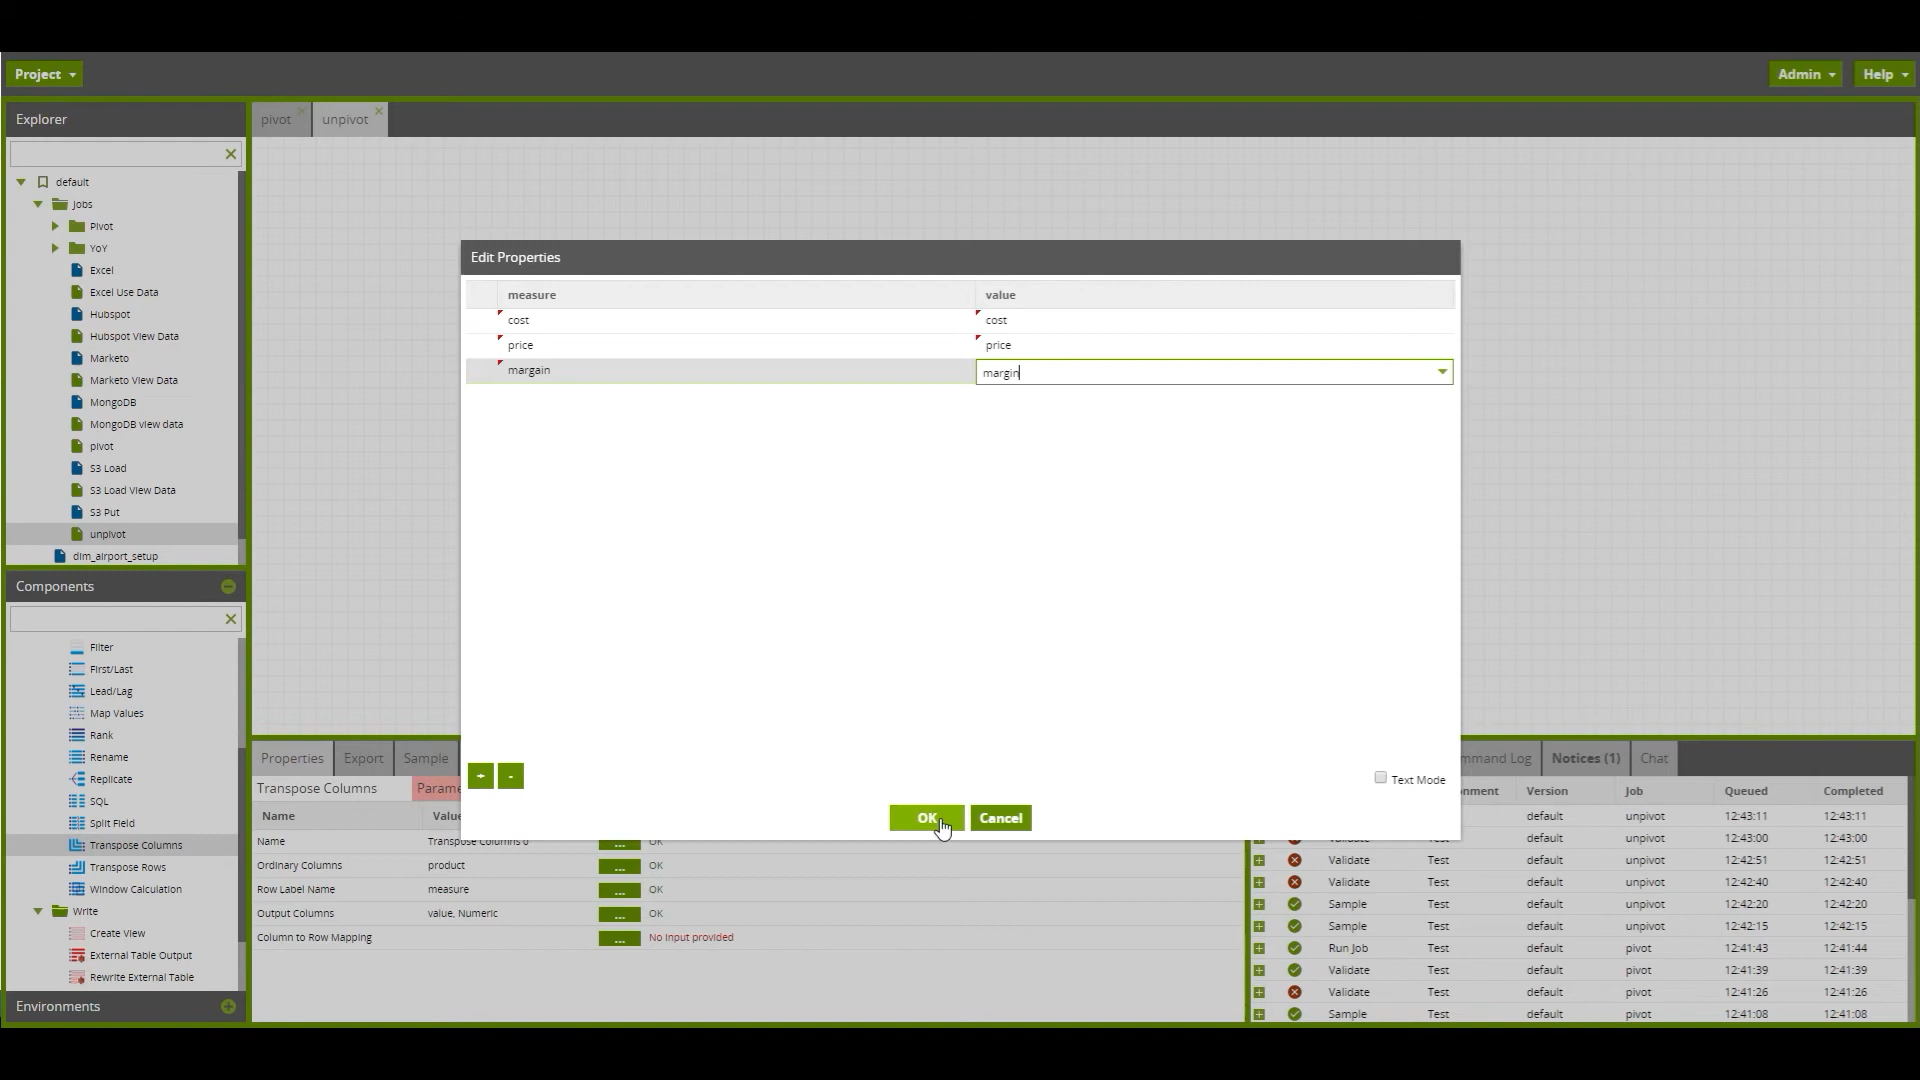 Project
Admin
Help
Explorer
pivot
unpivot
default
Jobs
Pivot
YoY
Excel
Excel Use Data
Hubspot
Hubspot View Data
Marketo
Marketo View Data
MongoDB
MongoDB view data
pivot
S3 Load
S3 Load View Data
S3 Put
unpivot
dim_airport_setup
Components
Filter
First/Last
Lead/Lag
Map Values
Rank
Rename
Replicate
SQL
Split Field
Transpose Columns
Transpose Rows
Window Calculation
Write
Create View
External Table Output
Rewrite External Table
Environments
Edit Properties
measure value
cost cost
price price
margain margin
+ -
Text Mode
OK Cancel
Properties Export Sample
Transpose Columns Parame
Name Value
Name Transpose Columns 0 ... OK
Ordinary Columns product ... OK
Row Label Name measure ... OK
Output Columns value, Numeric ... OK
Column to Row Mapping ... No input provided
mmand Log Notices (1) Chat
onment Version Job Queued Completed
default unpivot 12:43:11 12:43:11
Validate Test default unpivot 12:43:00 12:43:00
Validate Test default unpivot 12:42:51 12:42:51
Validate Test default unpivot 12:42:40 12:42:40
Sample Test default unpivot 12:42:20 12:42:20
Sample Test default unpivot 12:42:15 12:42:15
Run Job Test default pivot 12:41:43 12:41:44
Validate Test default pivot 12:41:39 12:41:39
Validate Test default pivot 12:41:26 12:41:26
Sample Test default pivot 12:41:08 12:41:08